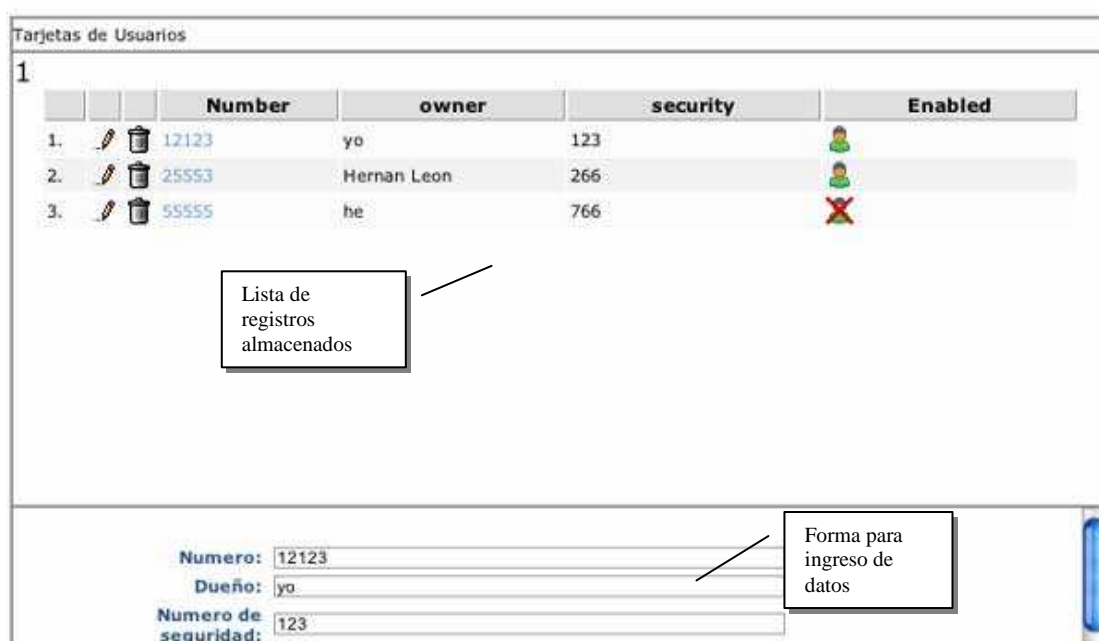 Tarjetas de Usuarios
1
Number owner security Enabled
1. 12123 yo 123
2. 25553 Hernan Leon 266
3. 55555 he 766
Lista de
registros
almacenados
Numero: 12123
Dueño: yo
Numero de
seguridad: 123
Forma para
ingreso de
datos